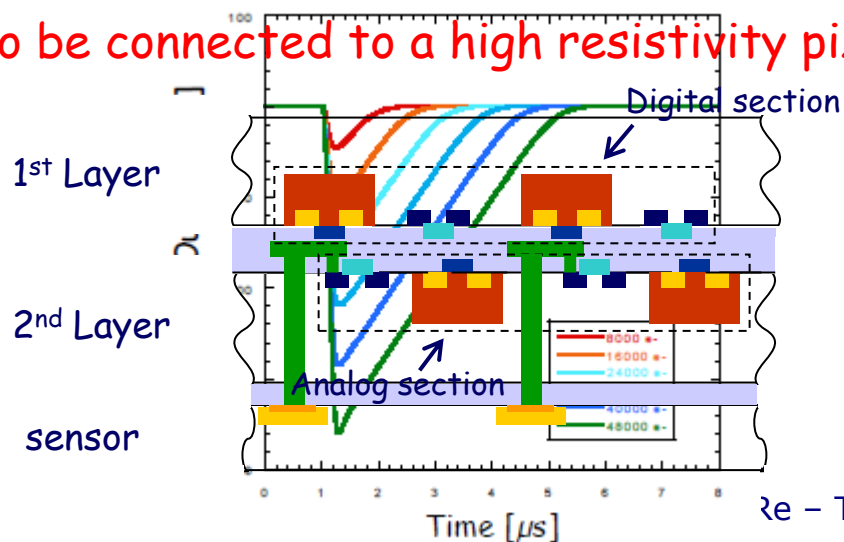 100
o be connected to a high resistivity pix
Digital section
1st Layer
2nd Layer
Analog section
sensor
8000 e-
16000 e-
24000 e-
40000 e-
48000 e-
0 1 2 3 4 5 6 7 8
Time [µs]
Re – T